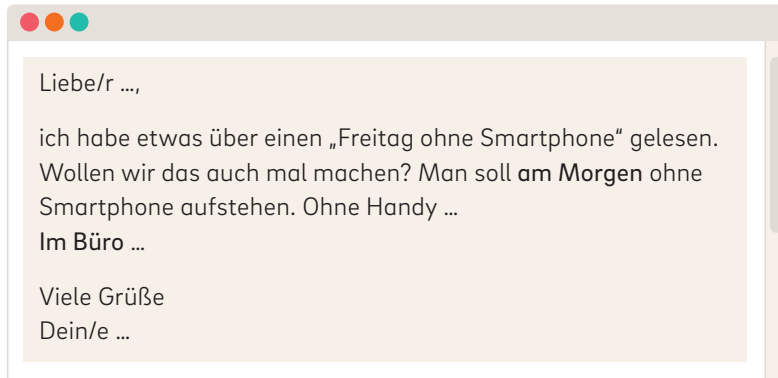 Liebe/r …,
ich habe etwas über einen „Freitag ohne Smartphone“ gelesen.
Wollen wir das auch mal machen? Man soll am Morgen ohne
Smartphone aufstehen. Ohne Handy …
Im Büro …
Viele Grüße
Dein/e …